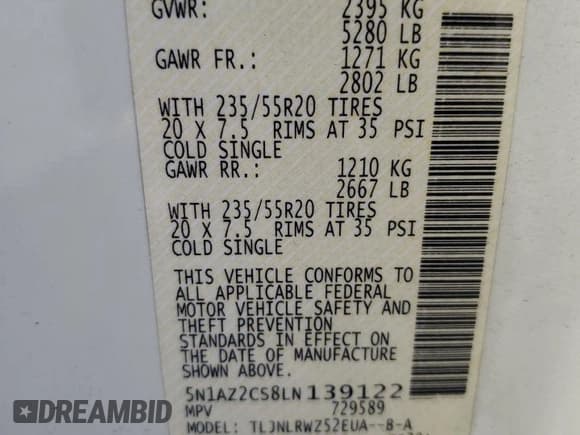 GVWR: 2395 KG
5280 LB
GAWR FR.: 1271 KG
2802 LB
WITH 235/55R20 TIRES
20 X 7.5 RIMS AT 35 PSI
COLD SINGLE
GAWR RR.: 1210 KG
2667 LB
WITH 235/55R20 TIRES
20 X 7.5 RIMS AT 35 PSI
COLD SINGLE
THIS VEHICLE CONFORMS TO
ALL APPLICABLE FEDERAL
MOTOR VEHICLE SAFETY AND
THEFT PREVENTION
STANDARDS IN EFFECT ON
THE DATE OF MANUFACTURE
SHOWN ABOVE.
5N1AZ2CS8LN139122
MPV 729589
MODEL: TLJNLRWZ52EUA--B-A
DREAMBID